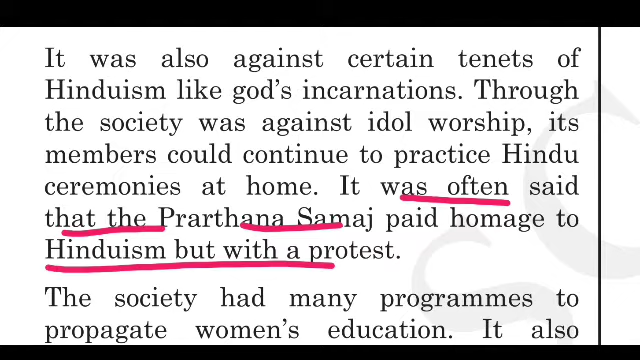 It was also against certain tenets of
Hinduism like god's incarnations. Through
the society was against idol worship, its
members could continue to practice Hindu
ceremonies at home. It was often said
that the Prarthana Samaj paid homage to
Hinduism but with a protest.
The society had many programmes to
propagate women's education. It also